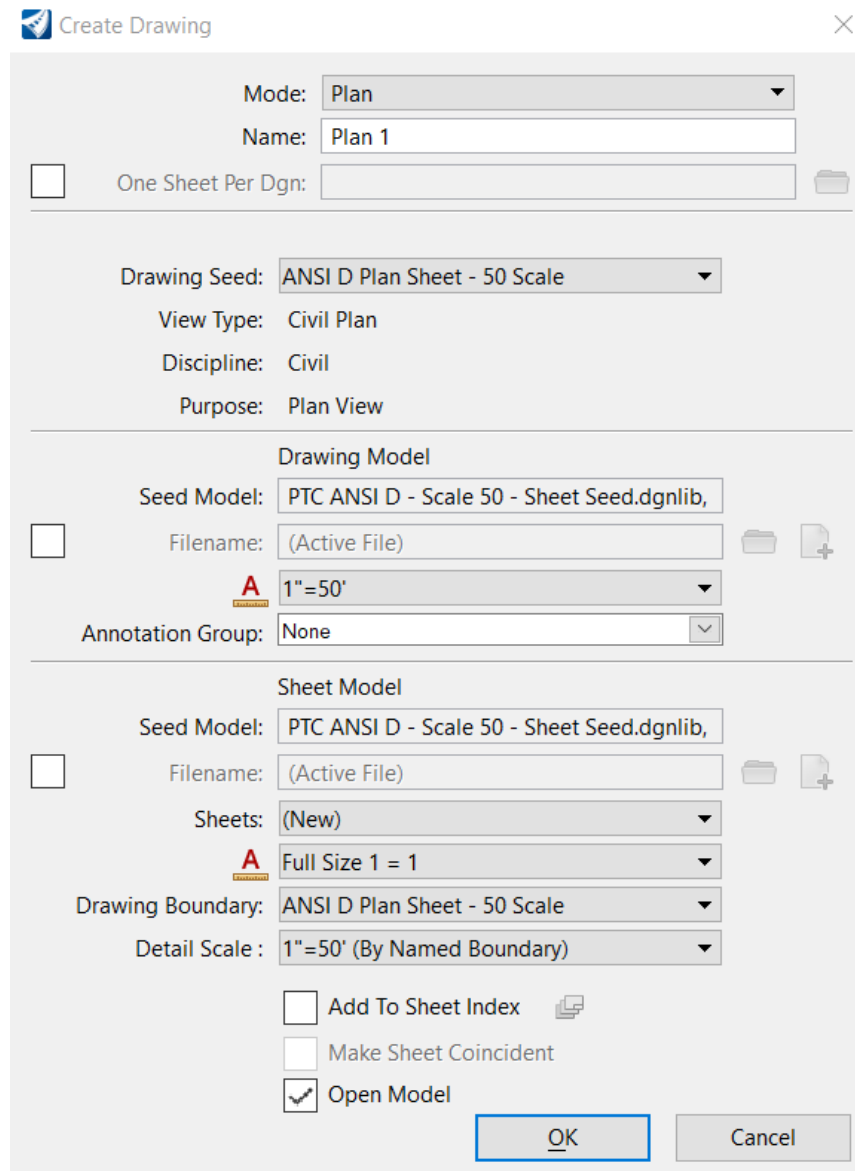 Create Drawing
Mode: Plan
Name: Plan 1
One Sheet Per Dgn:
Drawing Seed: ANSI D Plan Sheet - 50 Scale
View Type: Civil Plan
Discipline: Civil
Purpose: Plan View
Drawing Model
Seed Model: PTC ANSI D - Scale 50 - Sheet Seed.dgnlib,
Filename: (Active File)
A 1"=50'
Annotation Group: None
Sheet Model
Seed Model: PTC ANSI D - Scale 50 - Sheet Seed.dgnlib,
Filename: (Active File)
Sheets: (New)
A Full Size 1 = 1
Drawing Boundary: ANSI D Plan Sheet - 50 Scale
Detail Scale : 1"=50' (By Named Boundary)
Add To Sheet Index
Make Sheet Coincident
Open Model
OK Cancel